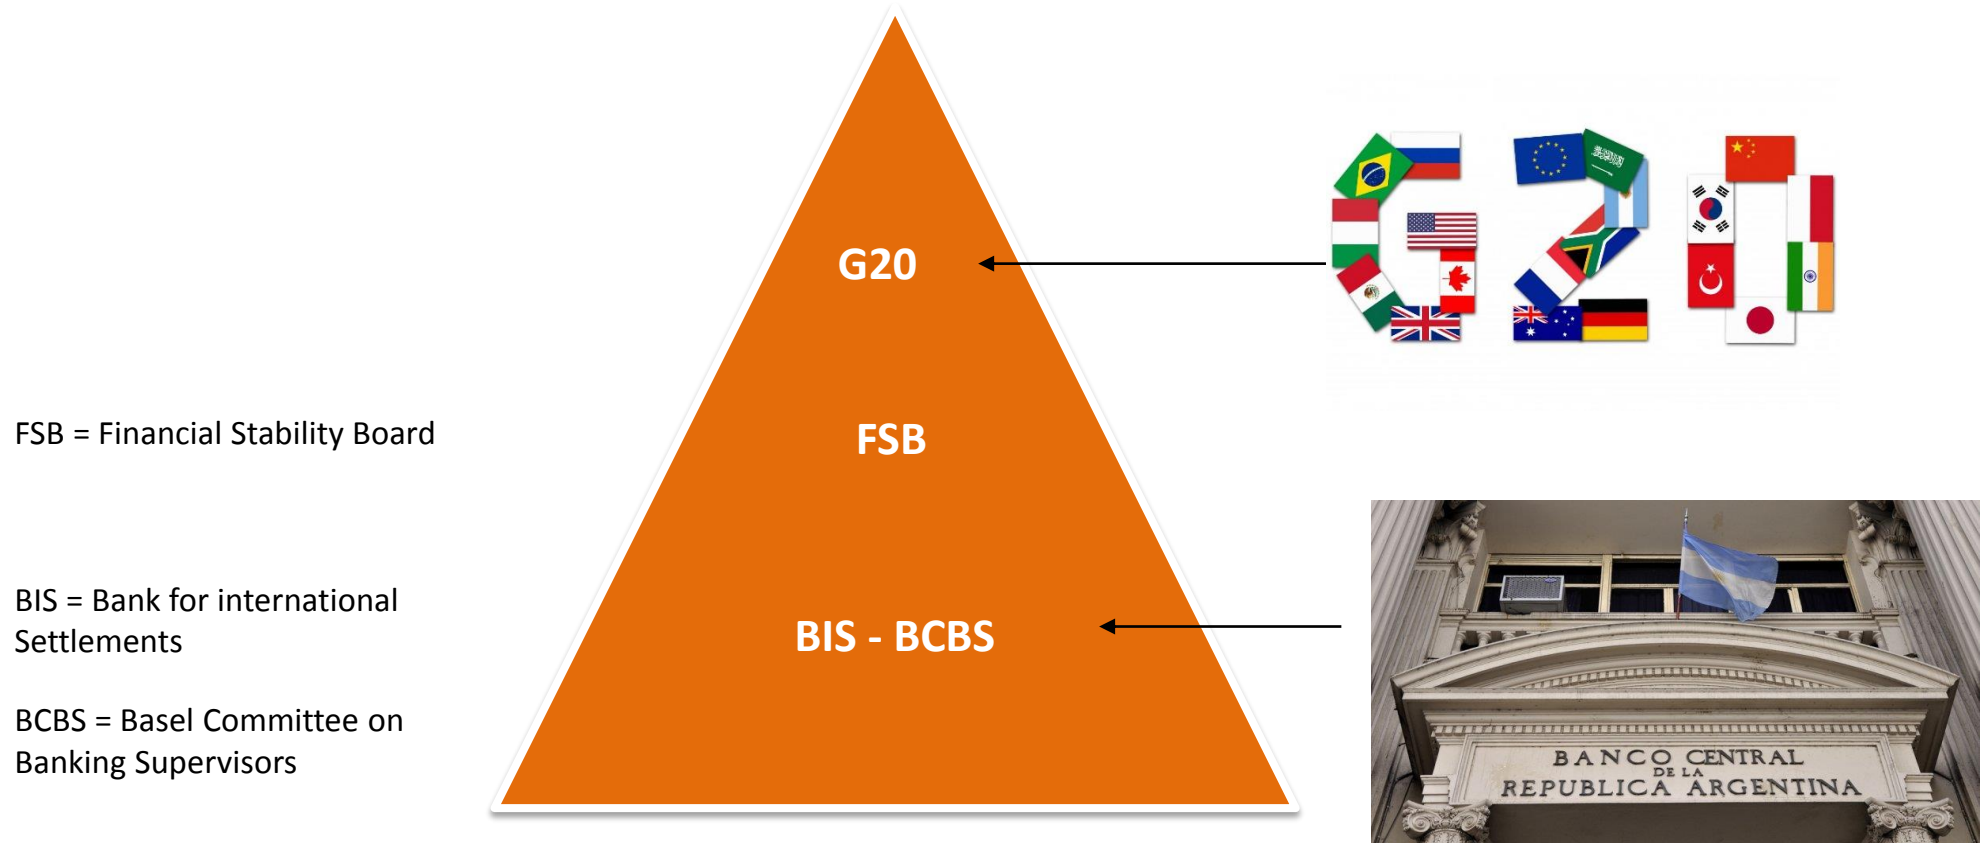 G20
FSB = Financial Stability Board
FSB
BIS = Bank for international
Settlements
BIS - BCBS
BCBS = Basel Committee on
Banking Supervisors
BANCO CENTRAL
DE LA
REPUBLICA ARGENTINA